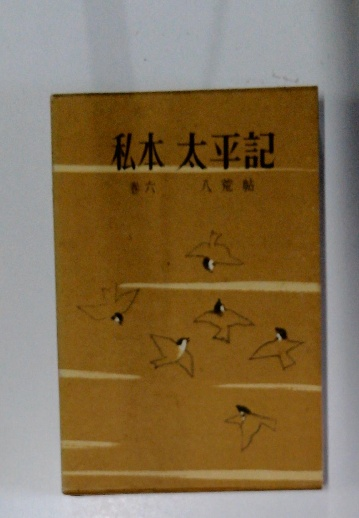 私本 太平記
巻六 八荒帖